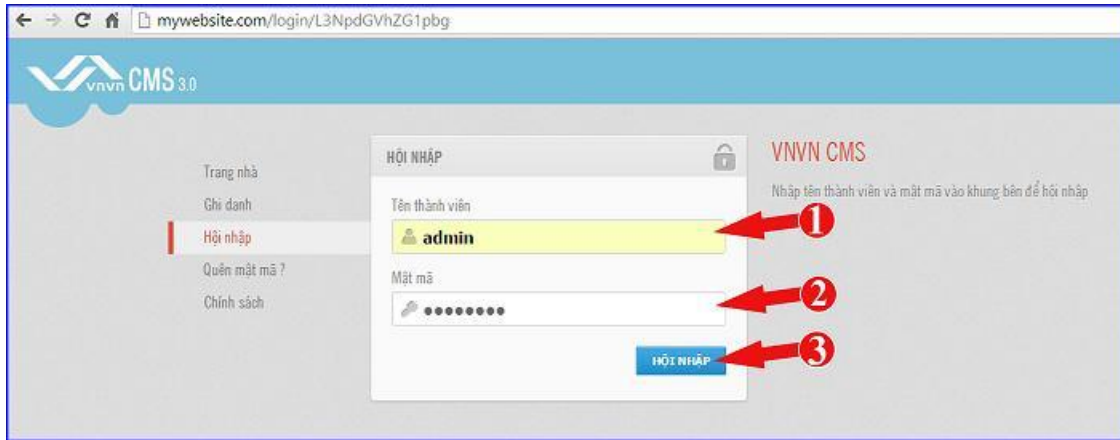 mywebsite.com/login/L3NpdGVhZG1pbg
vnvn CMS 3.0
Trang nhà
Ghi danh
Hội nhập
Quên mật mã ?
Chính sách
HỘI NHẬP
Tên thành viên
admin
Mật mã
HỘI NHẬP
VNVN CMS
Nhập tên thành viên và mật mã vào khung bên để hội nhập
1
2
3